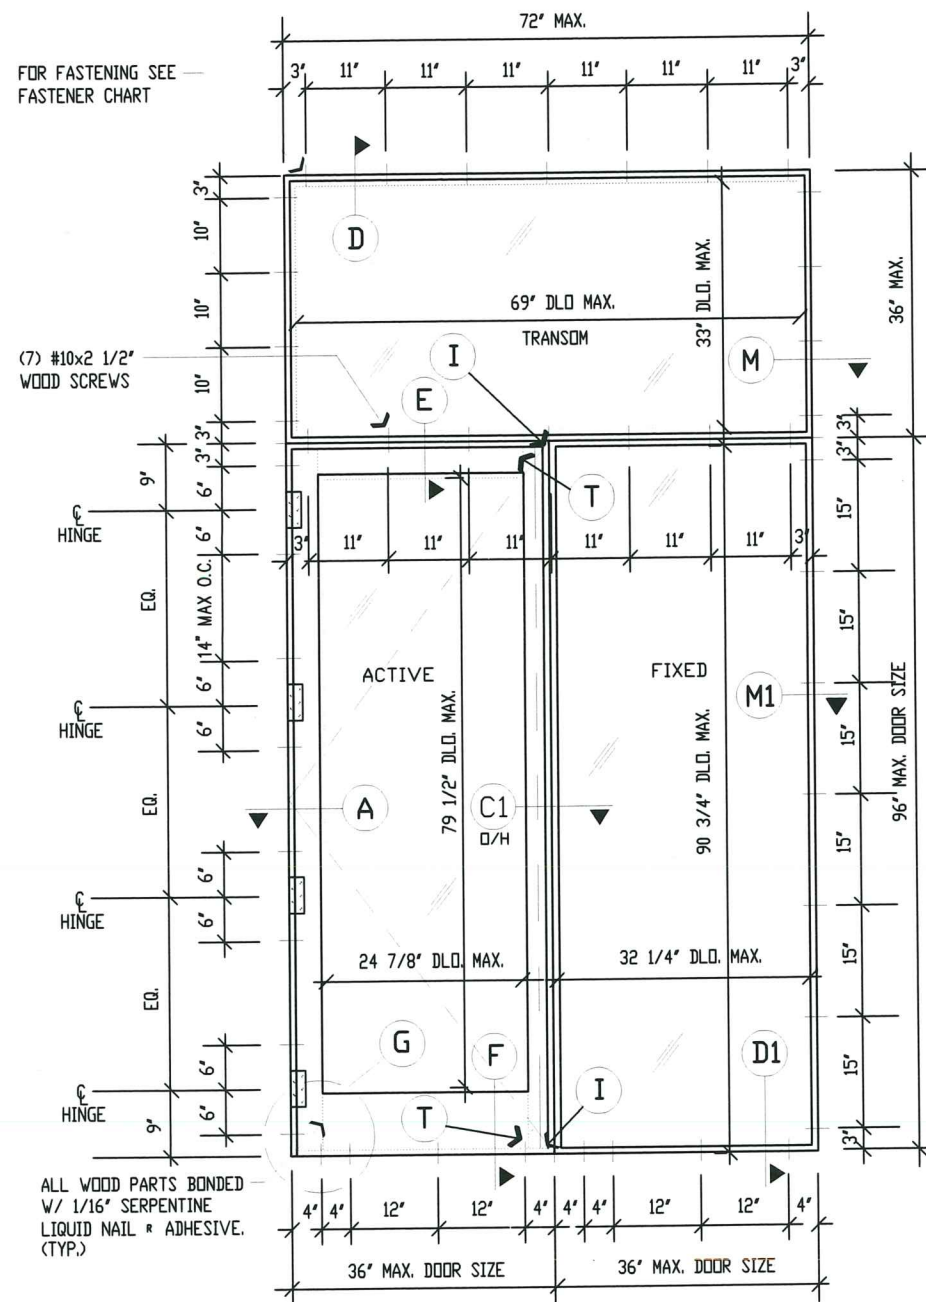 72" MAX.
FOR FASTENING SEE
FASTENER CHART
3" 11" 11" 11" 11" 11" 11" 3"
3"
10"
10"
10"
3"
D
69" DLO MAX.
TRANSOM
33" DLO. MAX.
36" MAX.
(7) #10x2 1/2"
WOOD SCREWS
I
E
M
T
3"
3"
9"
3"
6"
6"
℄
HINGE
3" 11" 11" 11" 11" 11" 11" 3"
EQ.
14" MAX O.C.
6"
6"
℄
HINGE
ACTIVE
79 1/2" DLO. MAX.
FIXED
90 3/4" DLO. MAX.
M1
96" MAX. DOOR SIZE
15"
15"
15"
15"
15"
15"
3"
A
C1
O/H
EQ.
6"
6"
℄
HINGE
24 7/8" DLO. MAX.
32 1/4" DLO. MAX.
EQ.
6"
6"
℄
HINGE
9"
G
F
D1
T
I
ALL WOOD PARTS BONDED
W/ 1/16" SERPENTINE
LIQUID NAIL R ADHESIVE.
(TYP.)
4" 4" 12" 12" 4" 4" 4" 12" 12" 4"
36" MAX. DOOR SIZE 36" MAX. DOOR SIZE